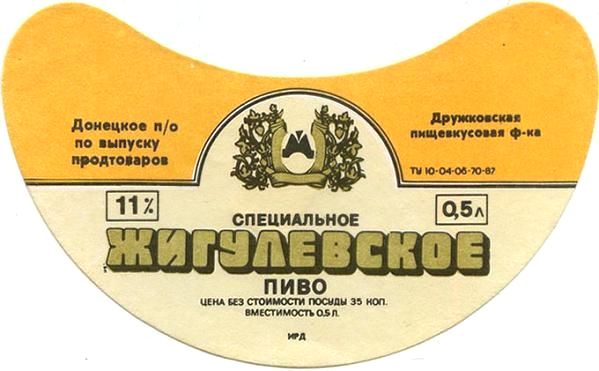 Донецкое п/о
по выпуску
продтоваров
Дружковская
пищевкусовая ф-ка
ТУ 10-04-06-70-87
11%
0,5л
СПЕЦИАЛЬНОЕ
ЖИГУЛЕВСКОЕ
ПИВО
ЦЕНА БЕЗ СТОИМОСТИ ПОСУДЫ 35 КОП.
ВМЕСТИМОСТЬ 0.5 Л.
ИРД